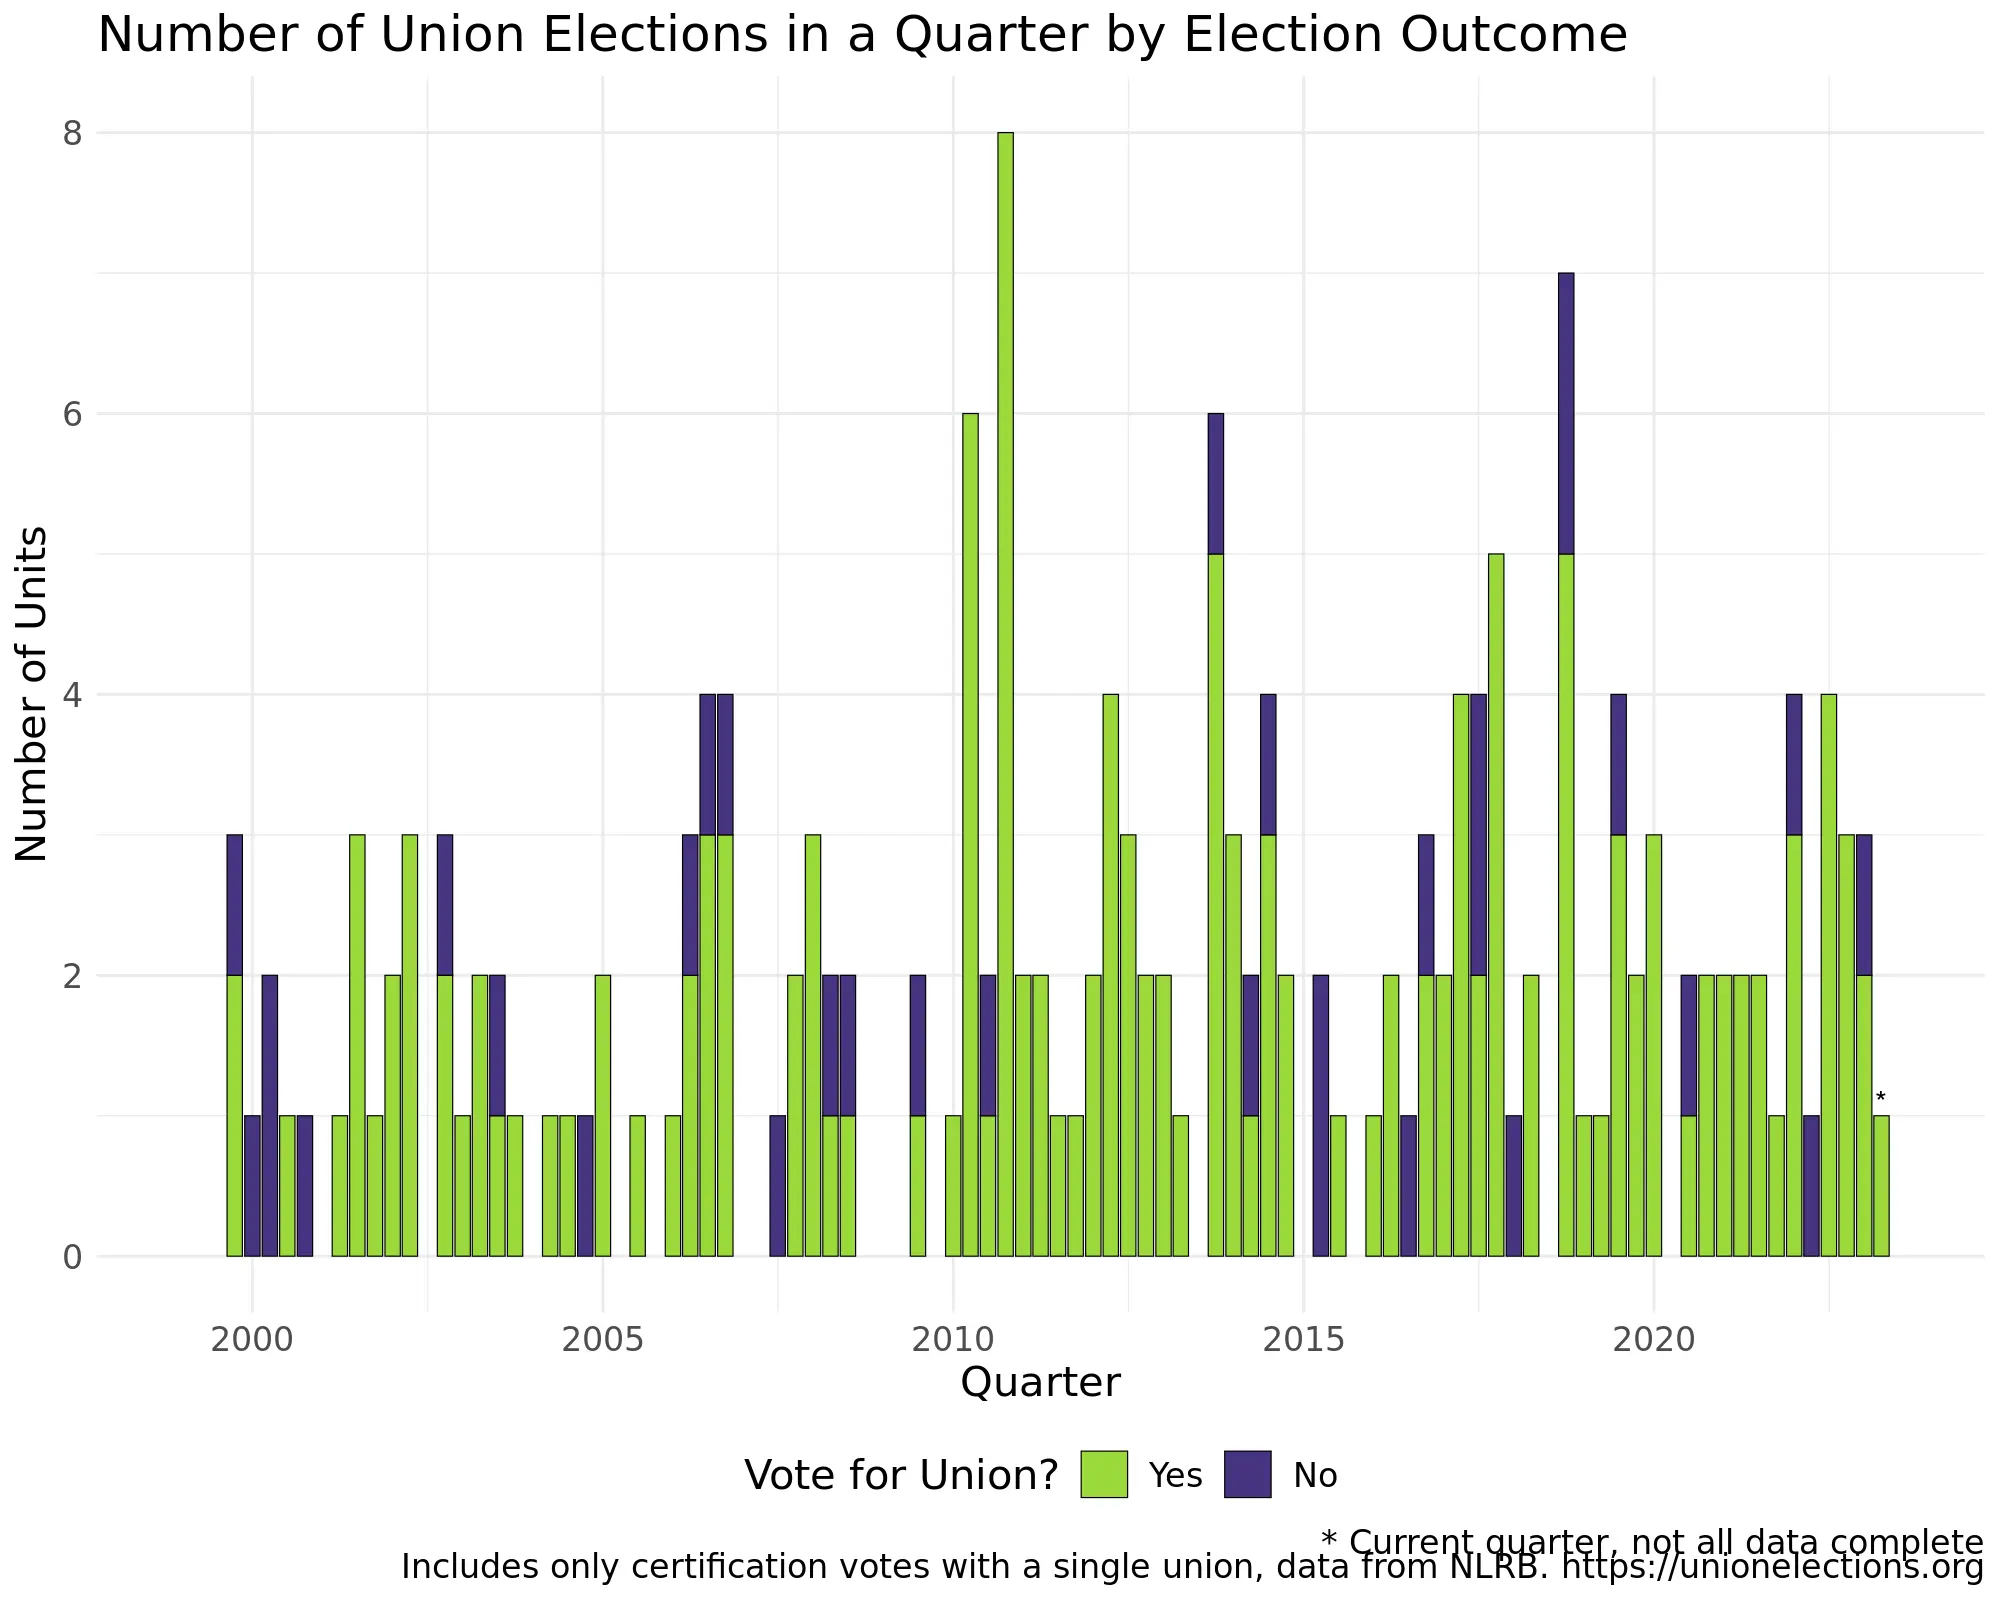 Number of Union Elections in a Quarter by Election Outcome
8
6
4
2
0
Number of Units
*
2000 2005 2010 2015 2020
Quarter
Vote for Union? Yes No
* Current quarter, not all data complete
Includes only certification votes with a single union, data from NLRB. https://unionelections.org